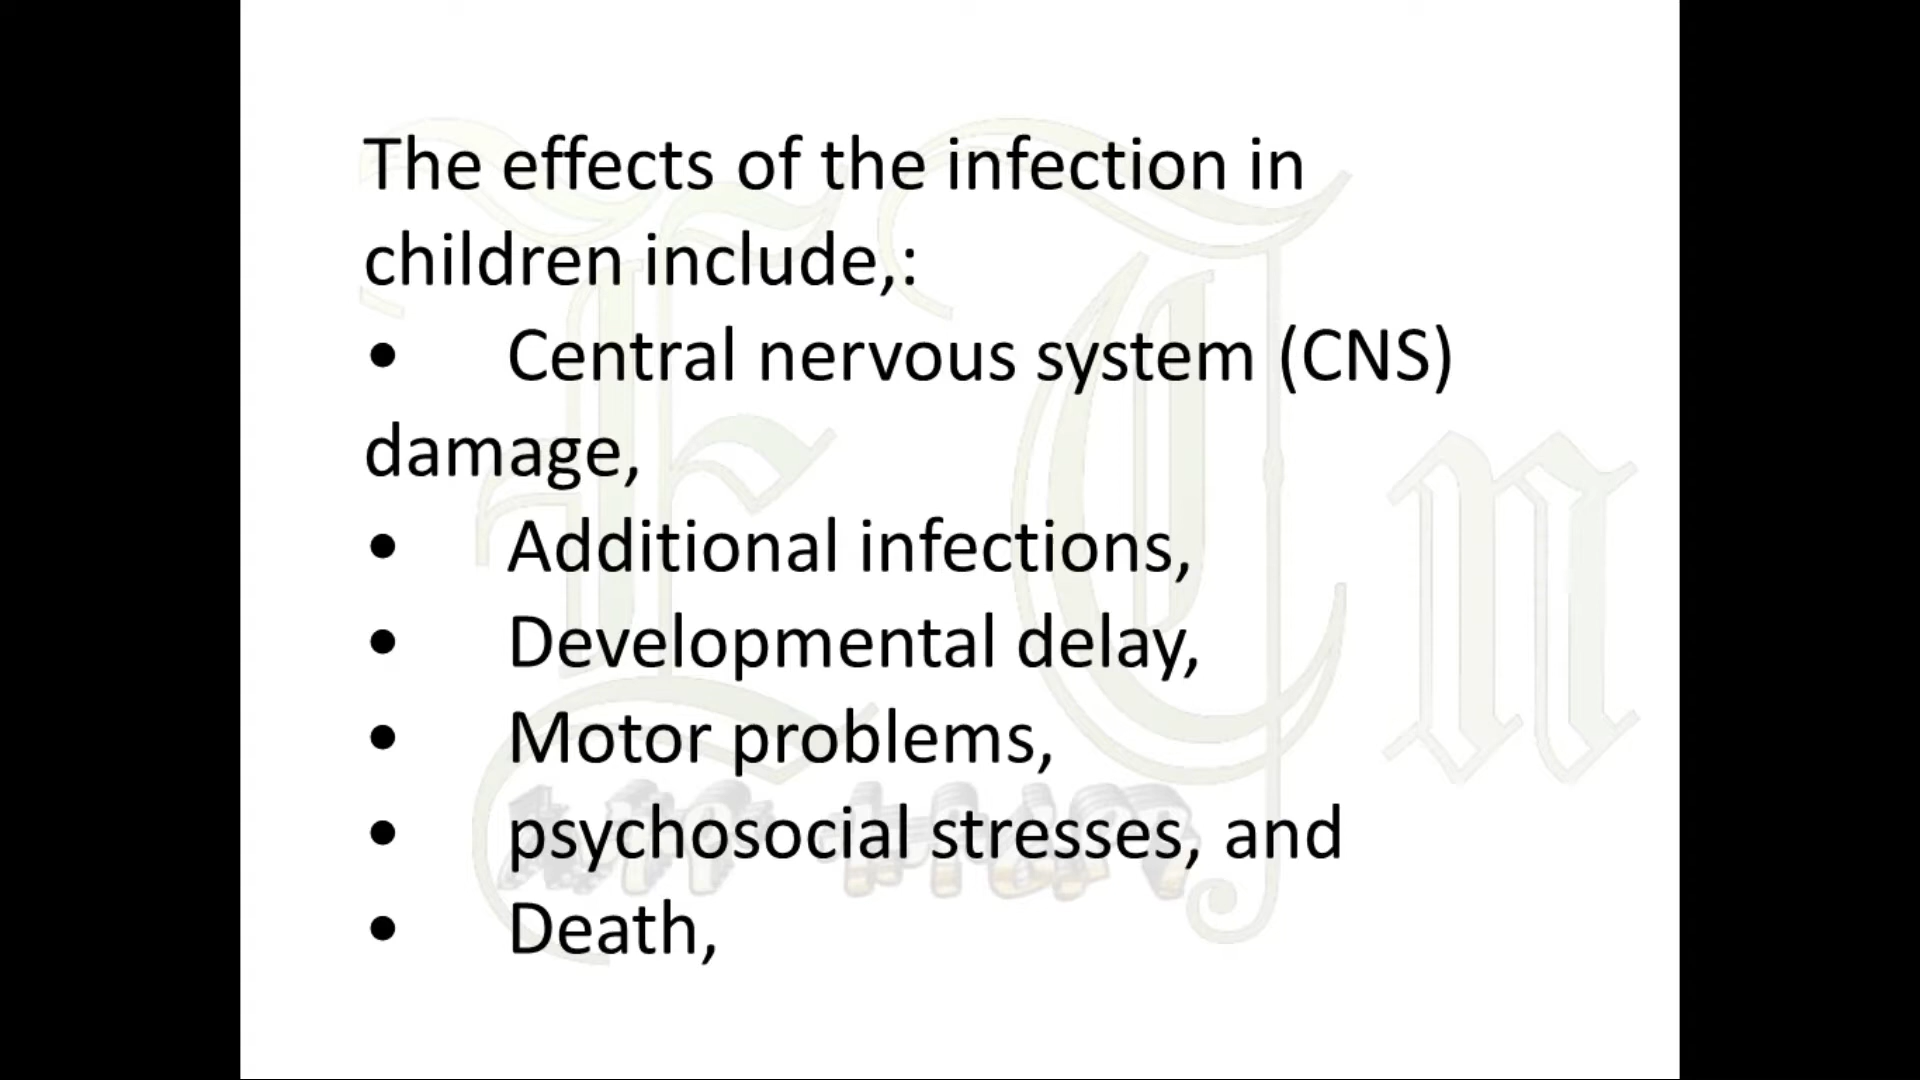 The effects of the infection in
children include,:
• Central nervous system (CNS)
damage,
• Additional infections,
• Developmental delay,
• Motor problems,
• psychosocial stresses, and
• Death,